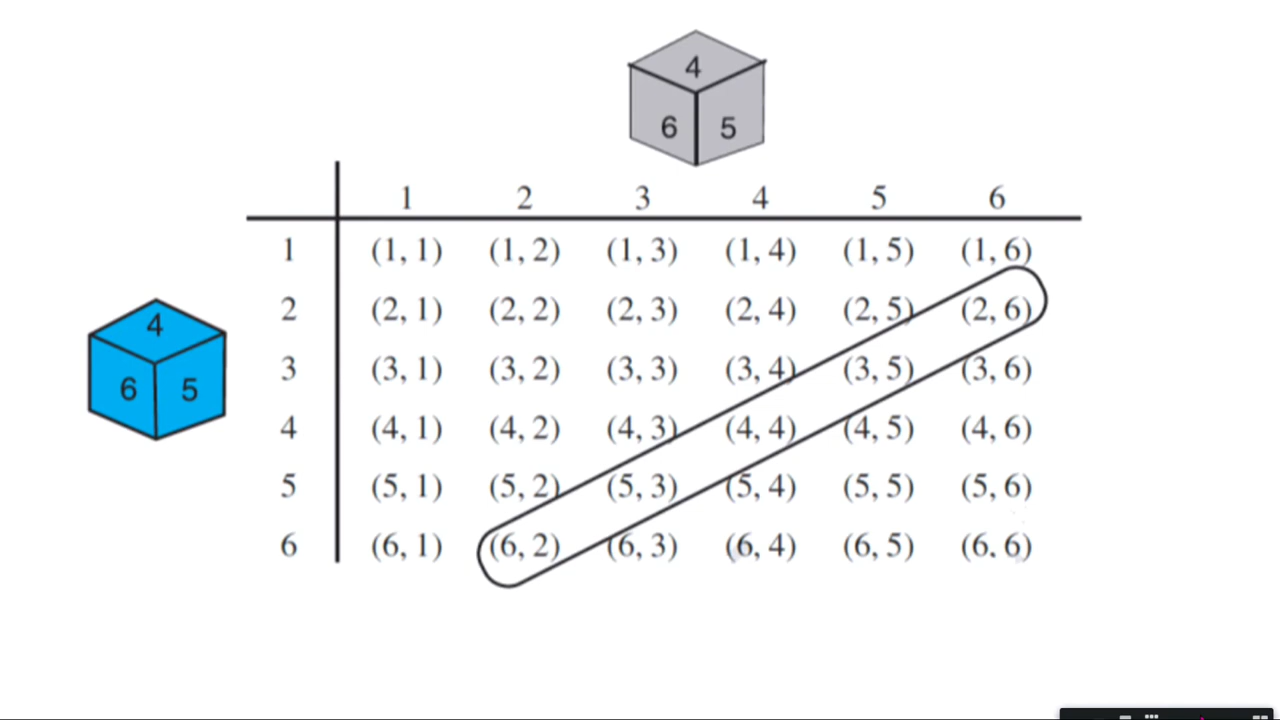 4
6 5
1 2 3 4 5 6
1 (1, 1) (1, 2) (1, 3) (1, 4) (1, 5) (1, 6)
2 (2, 1) (2, 2) (2, 3) (2, 4) (2, 5) (2, 6)
4
3 (3, 1) (3, 2) (3, 3) (3, 4) (3, 5) (3, 6)
6 5
4 (4, 1) (4, 2) (4, 3) (4, 4) (4, 5) (4, 6)
5 (5, 1) (5, 2) (5, 3) (5, 4) (5, 5) (5, 6)
6 (6, 1) (6, 2) (6, 3) (6, 4) (6, 5) (6. 6)